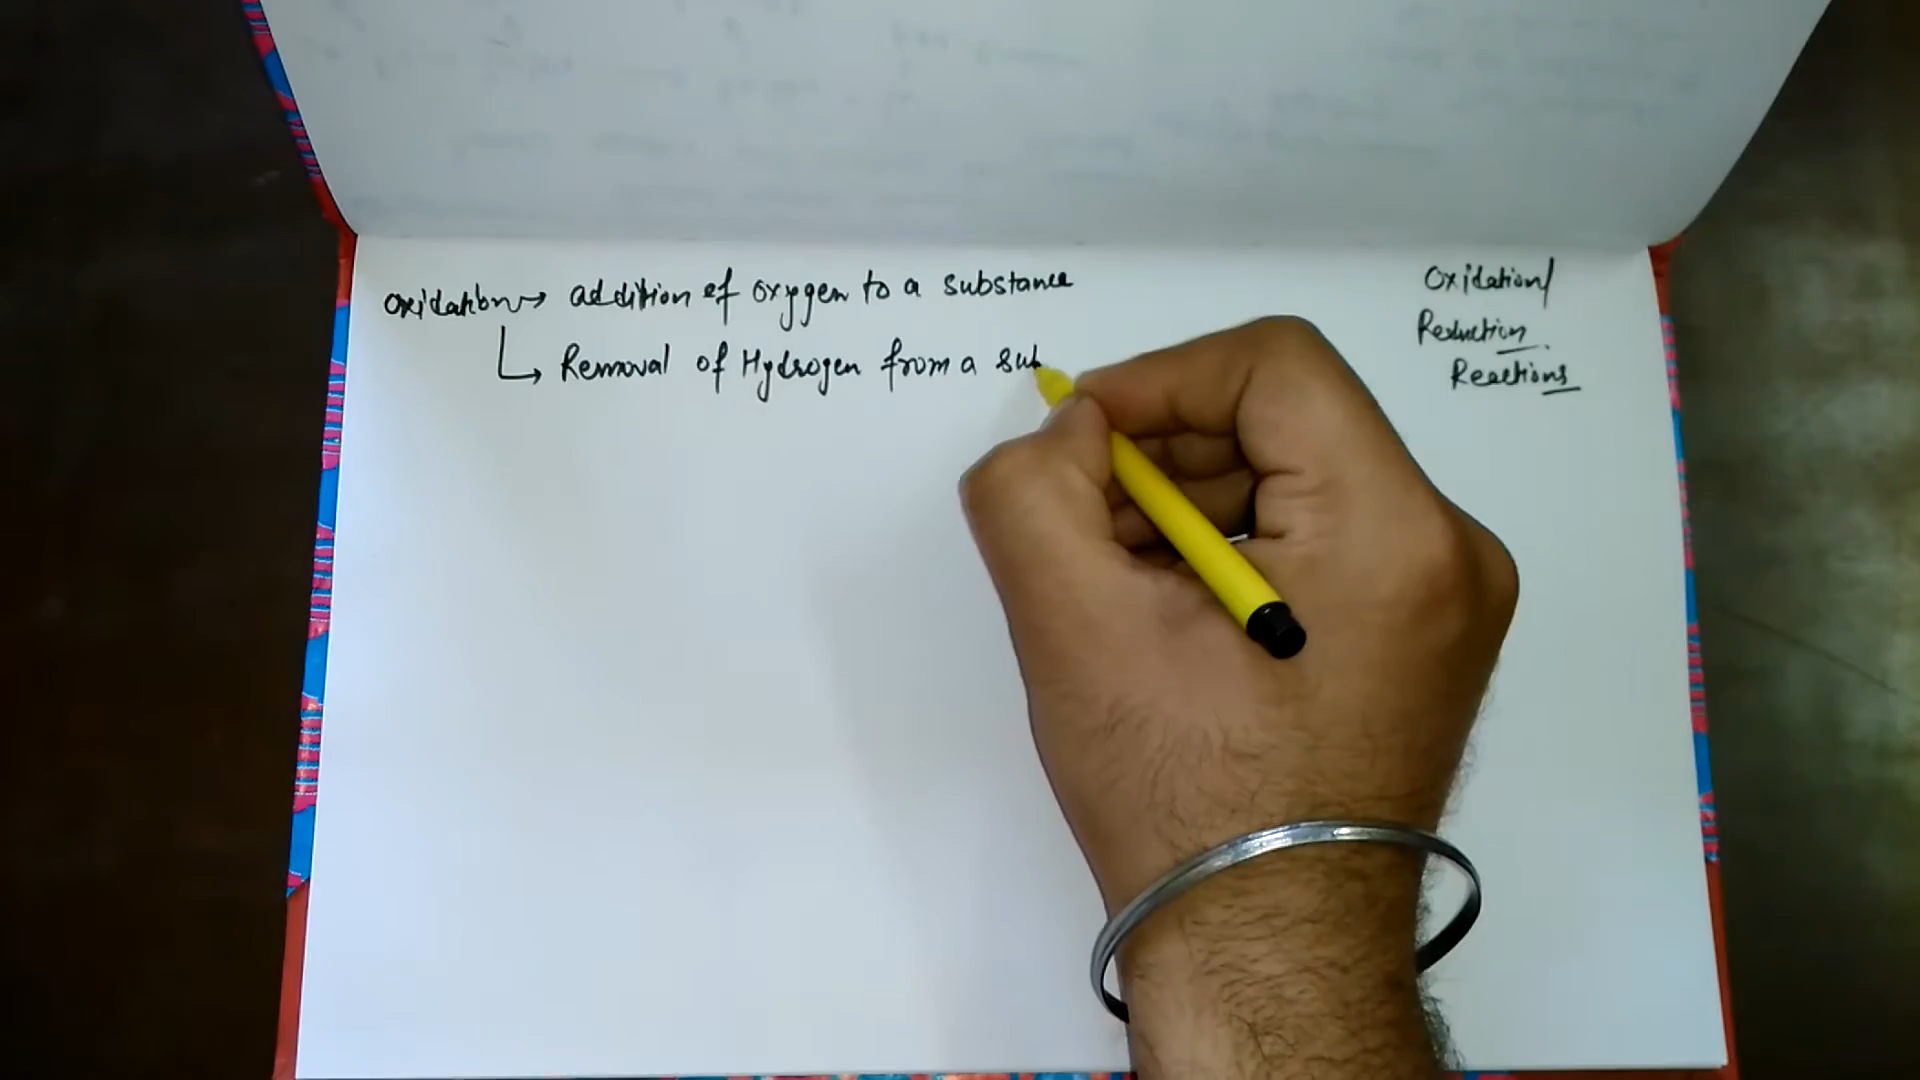 Oxidation → addition of oxygen to a substance
↳ Removal of Hydrogen from a sub
Oxidation/
Reduction
Reactions